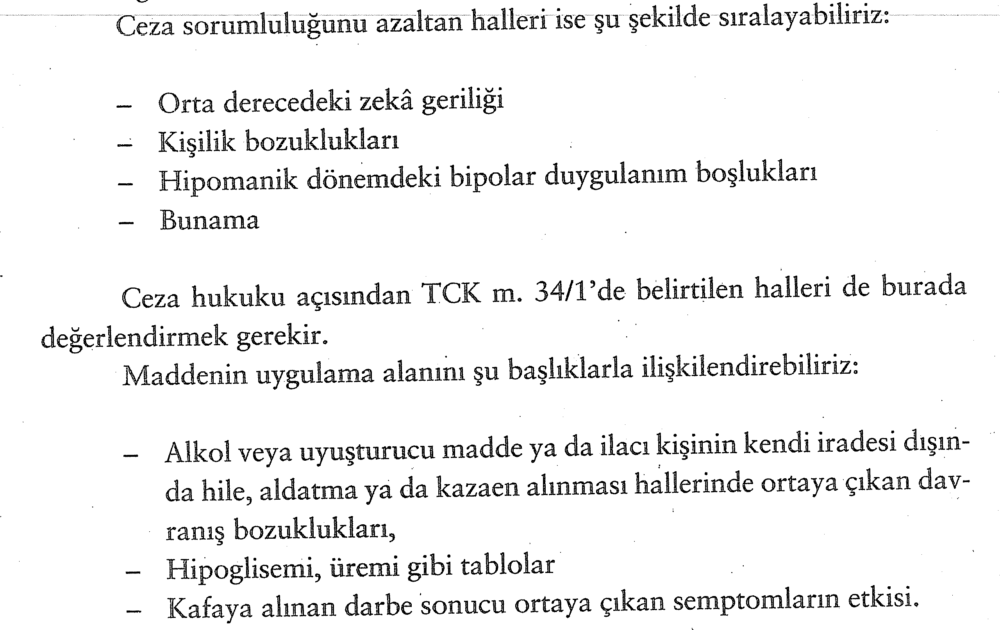 Ceza sorumluluğunu azaltan halleri ise şu şekilde sıralayabiliriz:
– Orta derecedeki zekâ geriliği
– Kişilik bozuklukları
– Hipomanik dönemdeki bipolar duygulanım boşlukları
– Bunama
Ceza hukuku açısından TCK m. 34/1’de belirtilen halleri de burada
değerlendirmek gerekir.
Maddenin uygulama alanını şu başlıklarla ilişkilendirebiliriz:
– Alkol veya uyuşturucu madde ya da ilacı kişinin kendi iradesi dışın-
da hile, aldatma ya da kazaen alınması hallerinde ortaya çıkan dav-
ranış bozuklukları,
– Hipoglisemi, üremi gibi tablolar
– Kafaya alınan darbe sonucu ortaya çıkan semptomların etkisi.